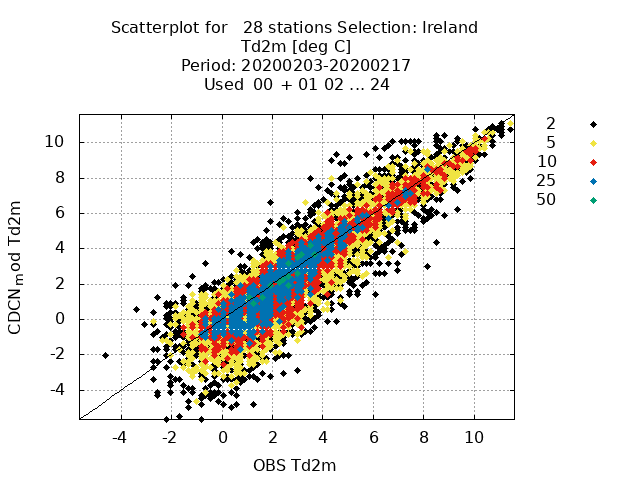 Scatterplot for 28 stations Selection: Ireland
Td2m [deg C]
Period: 20200203-20200217
Used 00 + 01 02 ... 24
2
5
10
25
50
10
8
6
4
2
0
-2
-4
CDCNmod Td2m
-4 -2 0 2 4 6 8 10
OBS Td2m